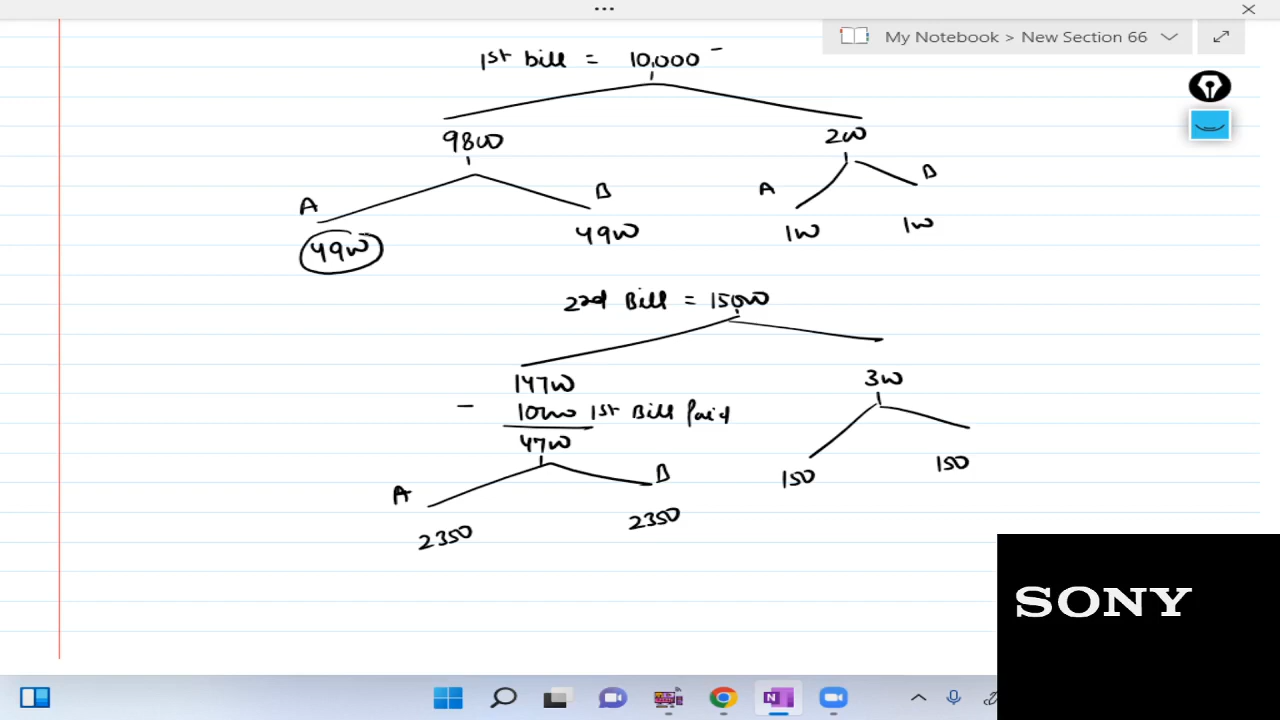 My Notebook > New Section 66
1st bill = 10,000 -
9800
200
A
B
A
B
4900
4900
100
100
2nd Bill = 15000
14700
300
- 10000 1st Bill Paid
4700
A
B
150
150
2350
2350
SONY